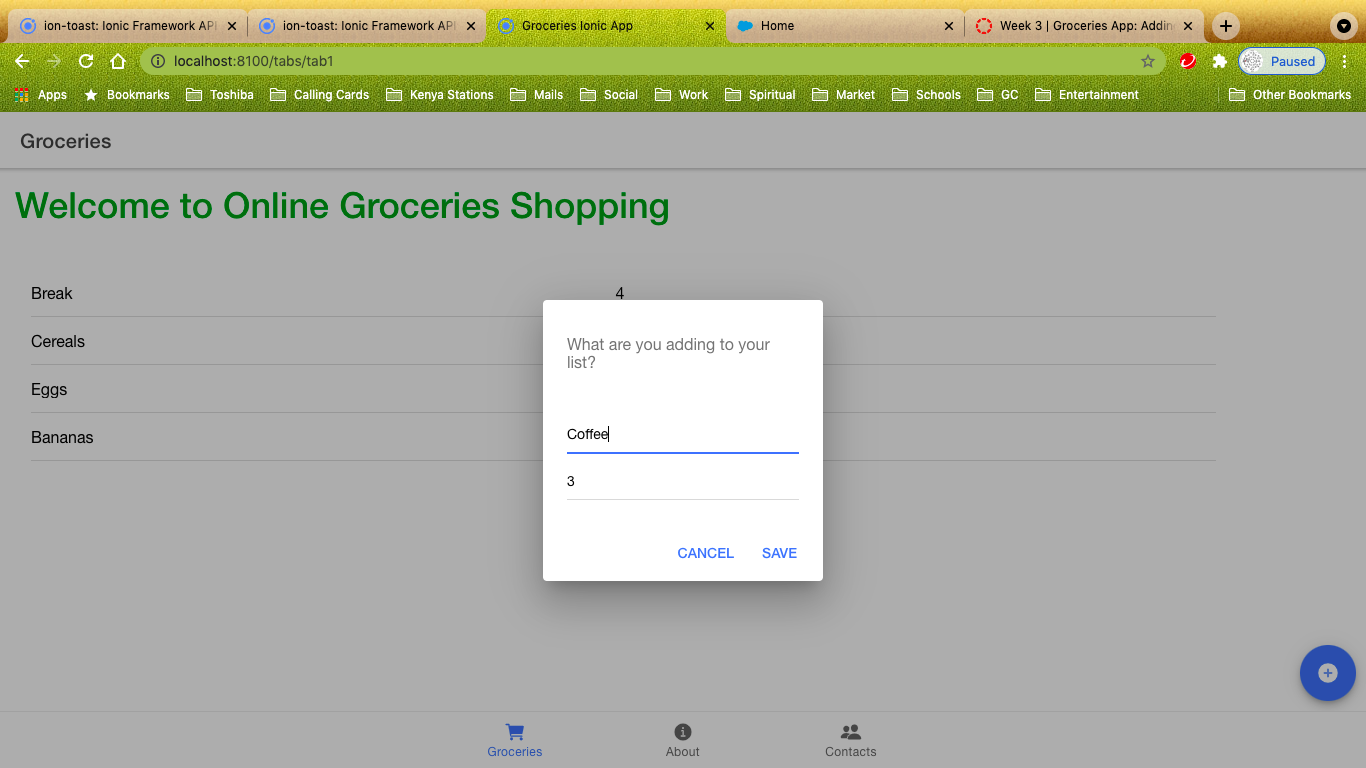 ion-toast: Ionic Framework API
ion-toast: Ionic Framework API
Groceries Ionic App
Home
Week 3 | Groceries App: Addin
localhost:8100/tabs/tab1
Paused
Apps
Bookmarks
Toshiba
Calling Cards
Kenya Stations
Mails
Social
Work
Spiritual
Market
Schools
GC
Entertainment
Other Bookmarks
Groceries
Welcome to Online Groceries Shopping
Break 4
Cereals
Eggs
Bananas
What are you adding to your
list?
Coffee
3
CANCEL SAVE
Groceries
About
Contacts